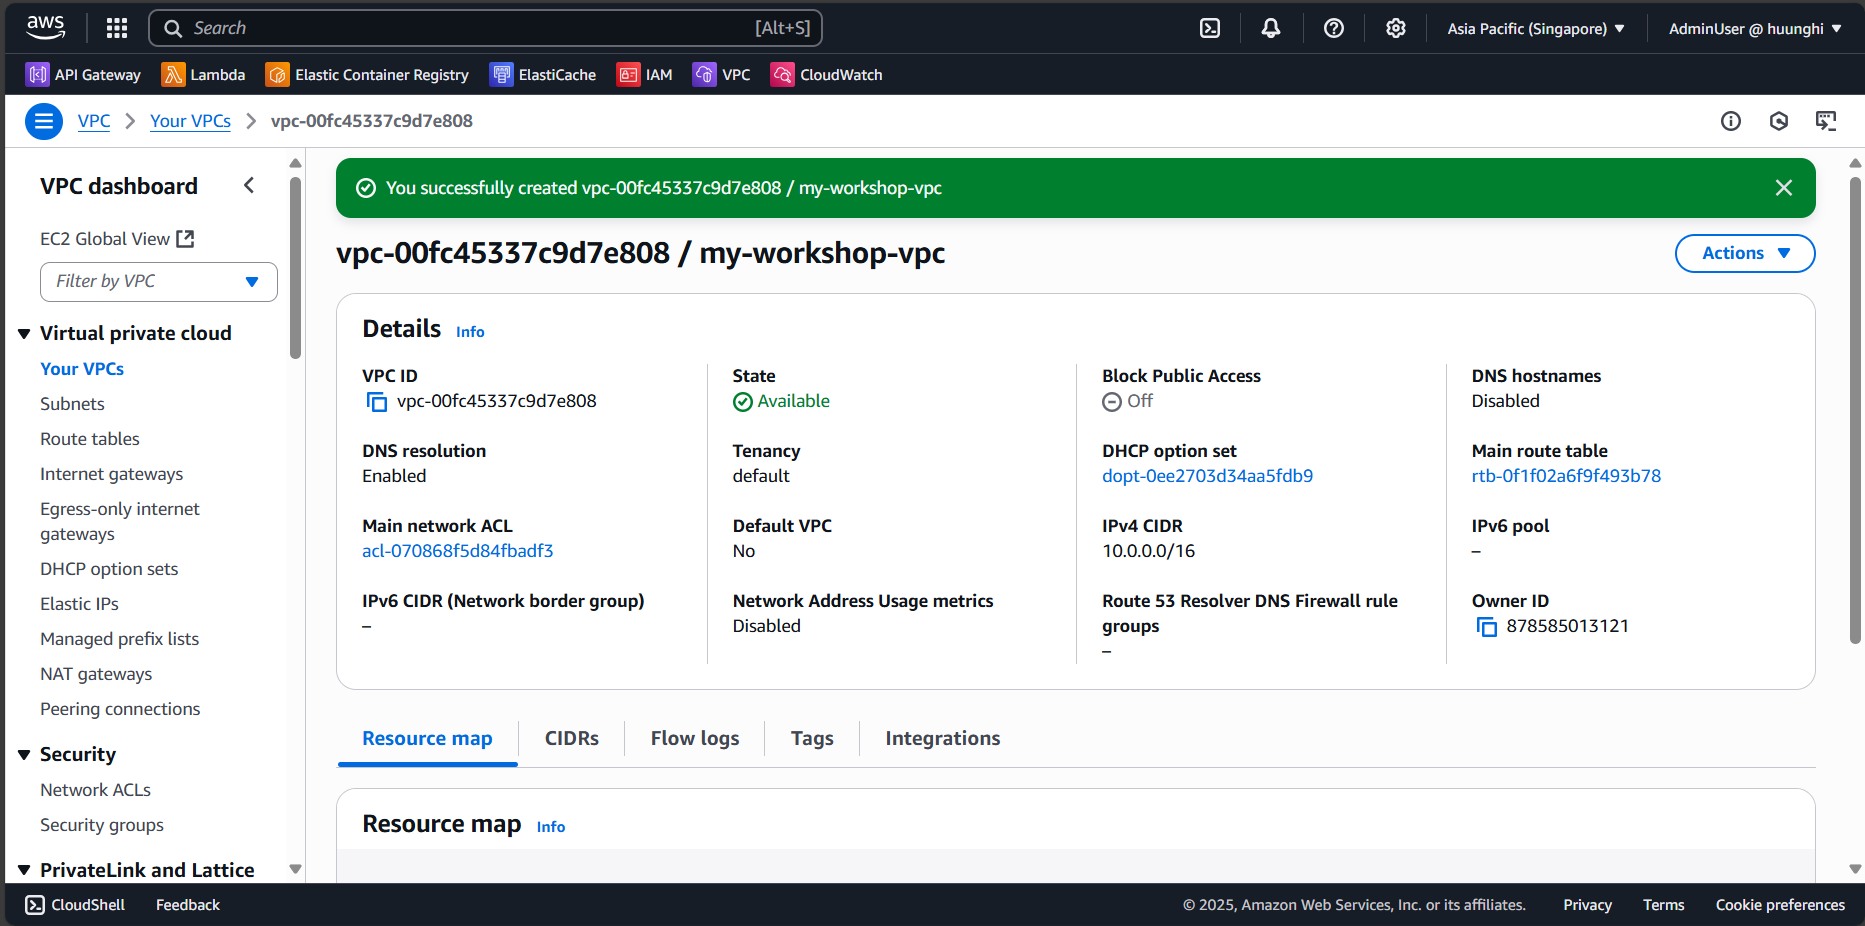 aws
Search [Alt+S]
Asia Pacific (Singapore)
AdminUser @ huunghi
API Gateway
Lambda
Elastic Container Registry
ElastiCache
IAM
VPC
CloudWatch
VPC
Your VPCs
vpc-00fc45337c9d7e808
VPC dashboard
EC2 Global View
Filter by VPC
Virtual private cloud
Your VPCs
Subnets
Route tables
Internet gateways
Egress-only internet
gateways
DHCP option sets
Elastic IPs
Managed prefix lists
NAT gateways
Peering connections
Security
Network ACLs
Security groups
PrivateLink and Lattice
You successfully created vpc-00fc45337c9d7e808 / my-workshop-vpc
vpc-00fc45337c9d7e808 / my-workshop-vpc
Actions
Details Info
VPC ID
vpc-00fc45337c9d7e808
State
Available
Block Public Access
Off
DNS hostnames
Disabled
DNS resolution
Enabled
Tenancy
default
DHCP option set
dopt-0ee2703d34aa5fdb9
Main route table
rtb-0f1f02a6f9f493b78
Main network ACL
acl-070868f5d84fbadf3
Default VPC
No
IPv4 CIDR
10.0.0.0/16
IPv6 pool
–
IPv6 CIDR (Network border group)
–
Network Address Usage metrics
Disabled
Route 53 Resolver DNS Firewall rule
groups
–
Owner ID
878585013121
Resource map
CIDRs
Flow logs
Tags
Integrations
Resource map Info
CloudShell
Feedback
© 2025, Amazon Web Services, Inc. or its affiliates.
Privacy
Terms
Cookie preferences